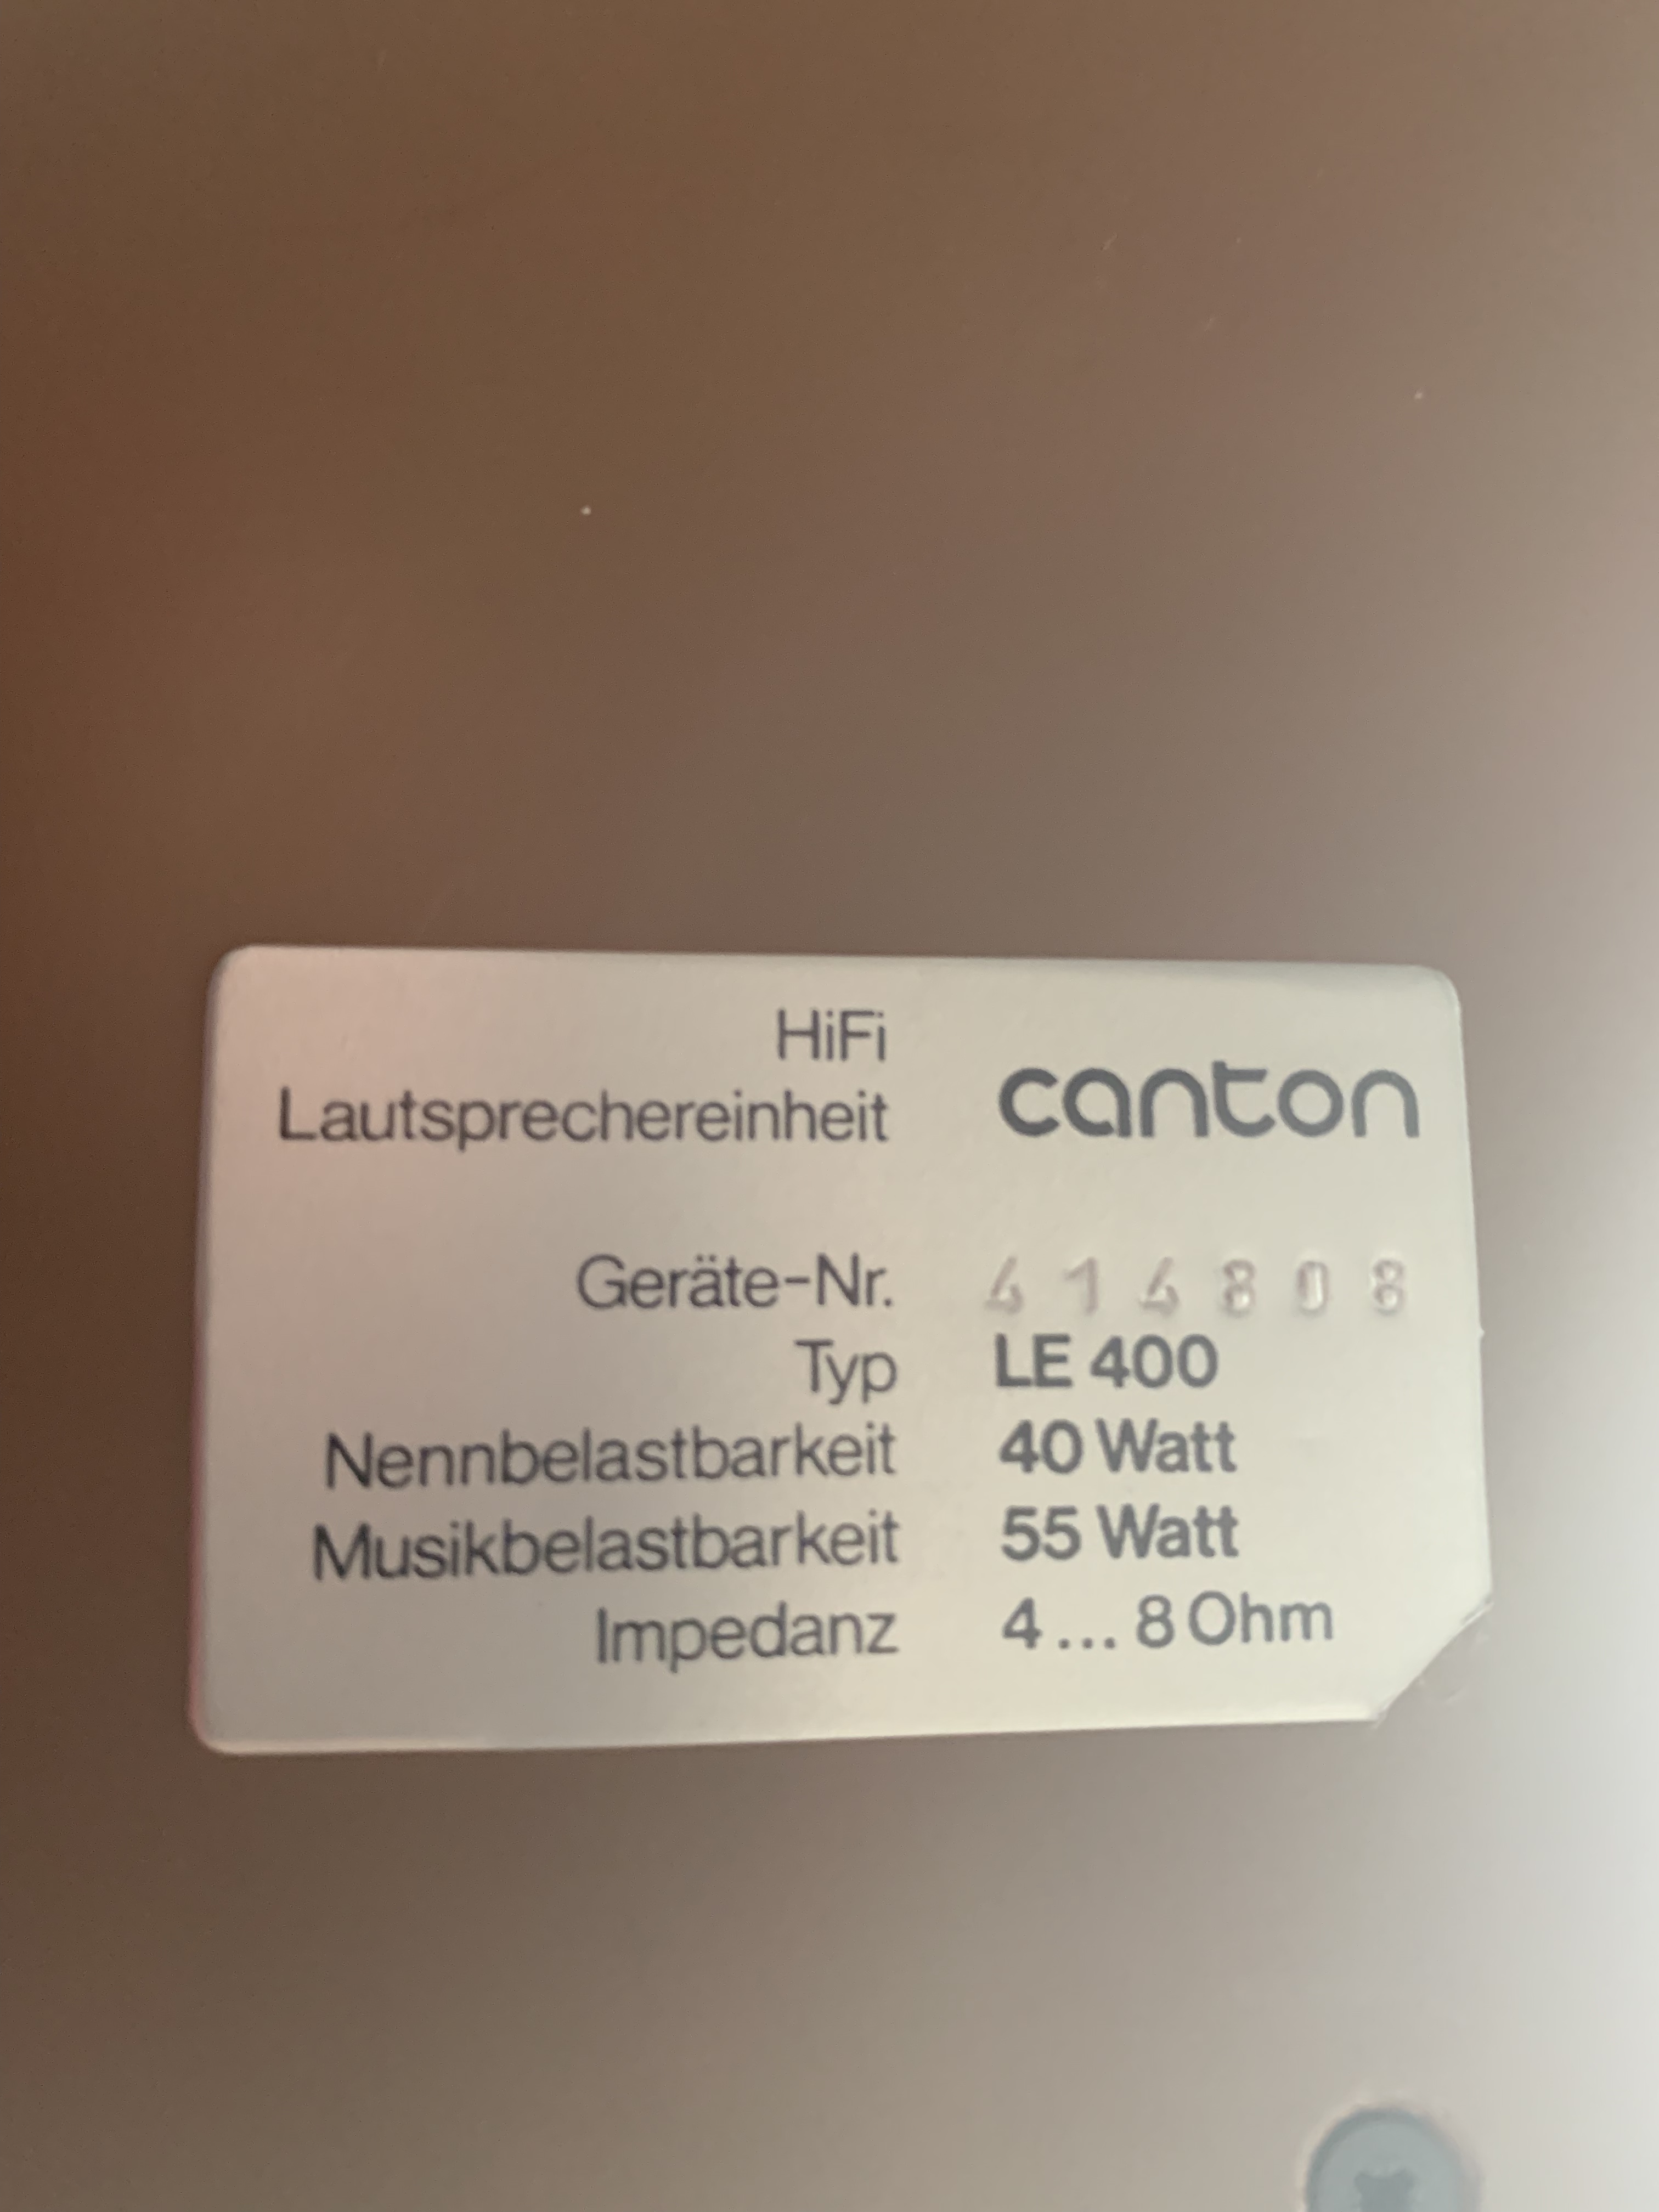 HiFi
Lautsprechereinheit
canton
Geräte-Nr. 414808
Typ LE 400
Nennbelastbarkeit 40 Watt
Musikbelastbarkeit 55 Watt
Impedanz 4...8 Ohm